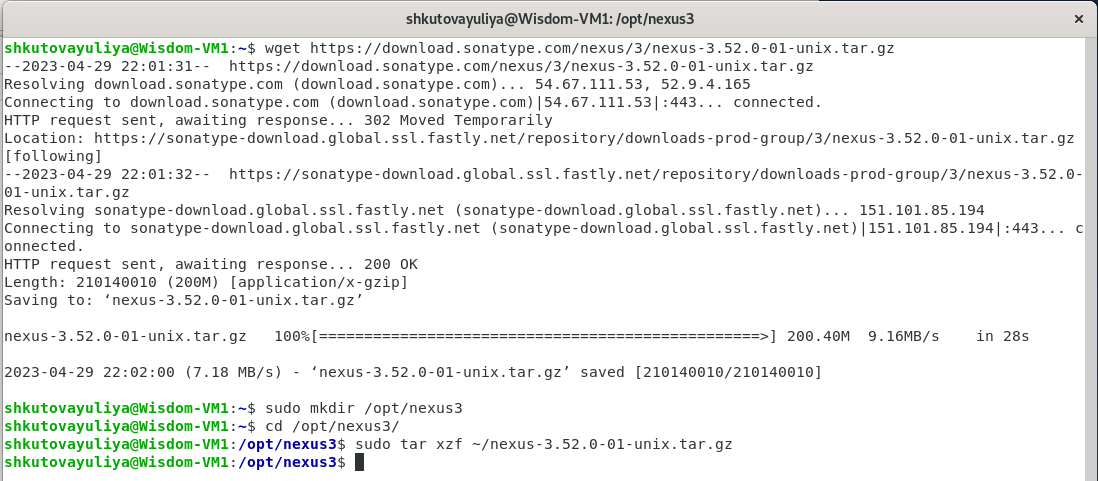 shkutovayuliya@Wisdom-VM1: /opt/nexus3 ×
shkutovayuliya@Wisdom-VM1:~$ wget https://download.sonatype.com/nexus/3/nexus-3.52.0-01-unix.tar.gz
--2023-04-29 22:01:31--  https://download.sonatype.com/nexus/3/nexus-3.52.0-01-unix.tar.gz
Resolving download.sonatype.com (download.sonatype.com)... 54.67.111.53, 52.9.4.165
Connecting to download.sonatype.com (download.sonatype.com)|54.67.111.53|:443... connected.
HTTP request sent, awaiting response... 302 Moved Temporarily
Location: https://sonatype-download.global.ssl.fastly.net/repository/downloads-prod-group/3/nexus-3.52.0-01-unix.tar.gz
[following]
--2023-04-29 22:01:32--  https://sonatype-download.global.ssl.fastly.net/repository/downloads-prod-group/3/nexus-3.52.0-
01-unix.tar.gz
Resolving sonatype-download.global.ssl.fastly.net (sonatype-download.global.ssl.fastly.net)... 151.101.85.194
Connecting to sonatype-download.global.ssl.fastly.net (sonatype-download.global.ssl.fastly.net)|151.101.85.194|:443... c
onnected.
HTTP request sent, awaiting response... 200 OK
Length: 210140010 (200M) [application/x-gzip]
Saving to: ‘nexus-3.52.0-01-unix.tar.gz’
nexus-3.52.0-01-unix.tar.gz   100%[=================================================>] 200.40M  9.16MB/s    in 28s
2023-04-29 22:02:00 (7.18 MB/s) - ‘nexus-3.52.0-01-unix.tar.gz’ saved [210140010/210140010]
shkutovayuliya@Wisdom-VM1:~$ sudo mkdir /opt/nexus3
shkutovayuliya@Wisdom-VM1:~$ cd /opt/nexus3/
shkutovayuliya@Wisdom-VM1:/opt/nexus3$ sudo tar xzf ~/nexus-3.52.0-01-unix.tar.gz
shkutovayuliya@Wisdom-VM1:/opt/nexus3$